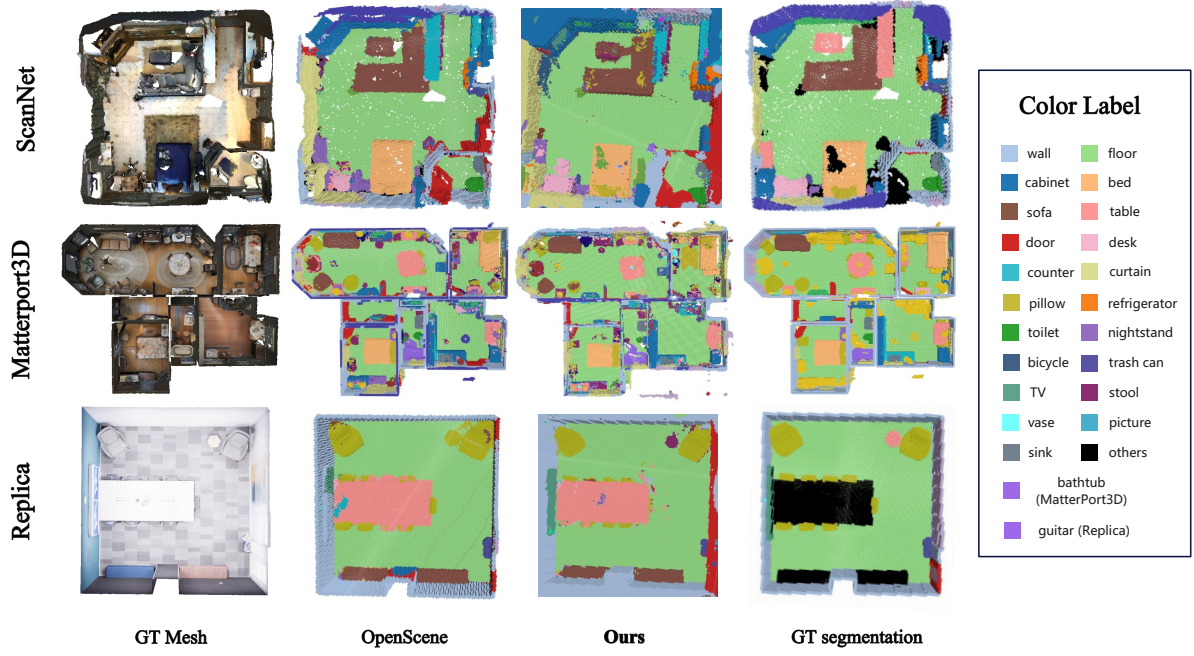 ScanNet
Matterport3D
Replica
GT Mesh
OpenScene
Ours
GT segmentation
Color Label
wall
floor
cabinet
bed
sofa
table
door
desk
counter
curtain
pillow
refrigerator
toilet
nightstand
bicycle
trash can
TV
stool
vase
picture
sink
others
bathtub
(MatterPort3D)
guitar (Replica)